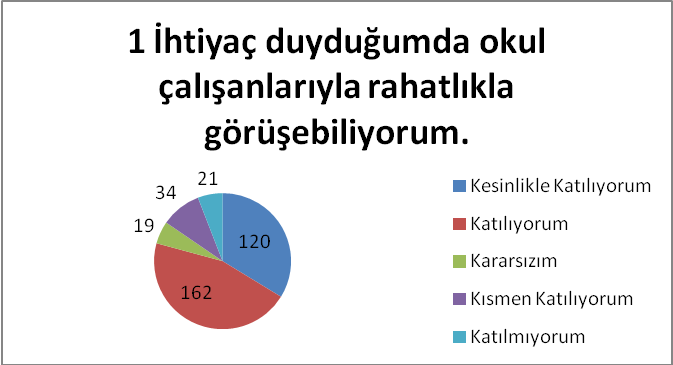 1 İhtiyaç duyduğumda okul
çalışanlarıyla rahatlıkla
görüşebiliyorum.
21
34
19
120
162
Kesinlikle Katılıyorum
Katılıyorum
Kararsızım
Kısmen Katılıyorum
Katılmıyorum